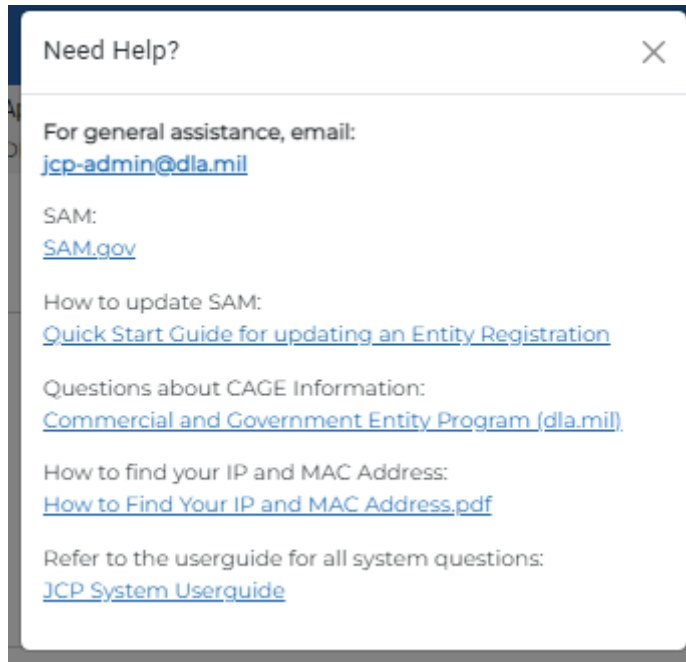 Need Help?
For general assistance, email:
jcp-admin@dla.mil
SAM:
SAM.gov
How to update SAM:
Quick Start Guide for updating an Entity Registration
Questions about CAGE Information:
Commercial and Government Entity Program (dla.mil)
How to find your IP and MAC Address:
How to Find Your IP and MAC Address.pdf
Refer to the userguide for all system questions:
JCP System Userguide